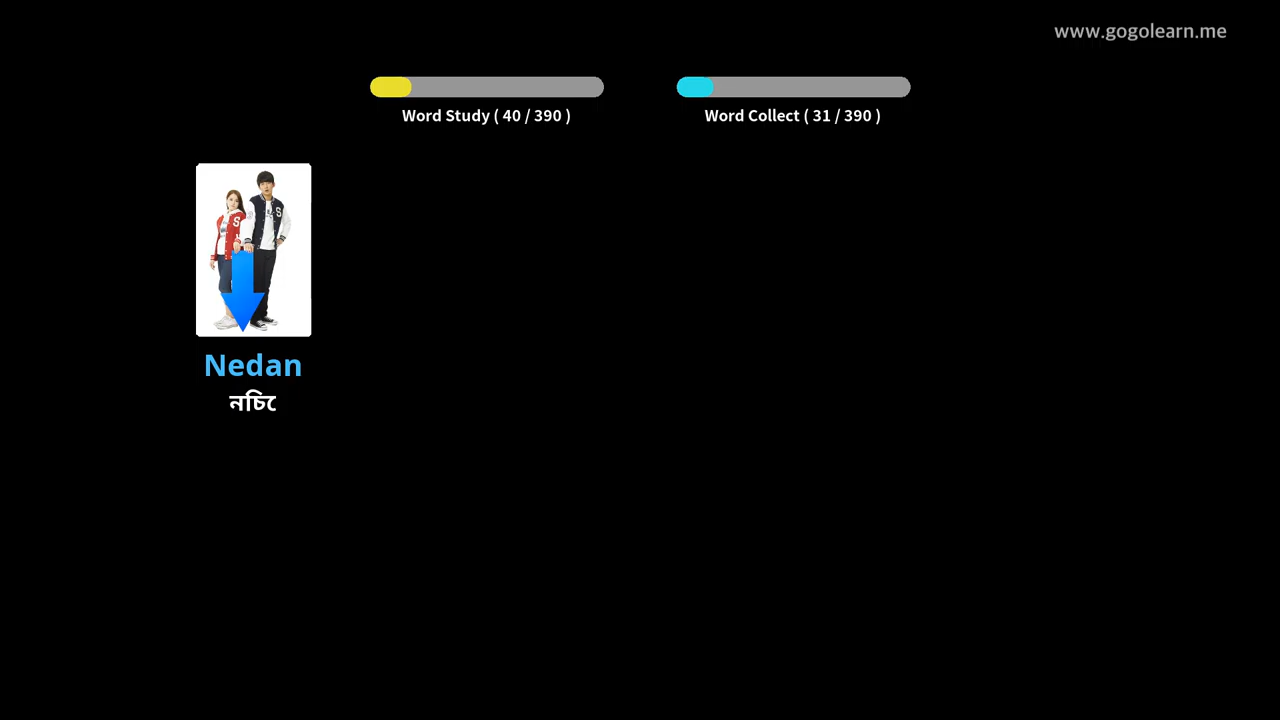 www.gogolearn.me
Word Study ( 40 / 390 )
Word Collect ( 31 / 390 )
S
S
Nedan
নিচে